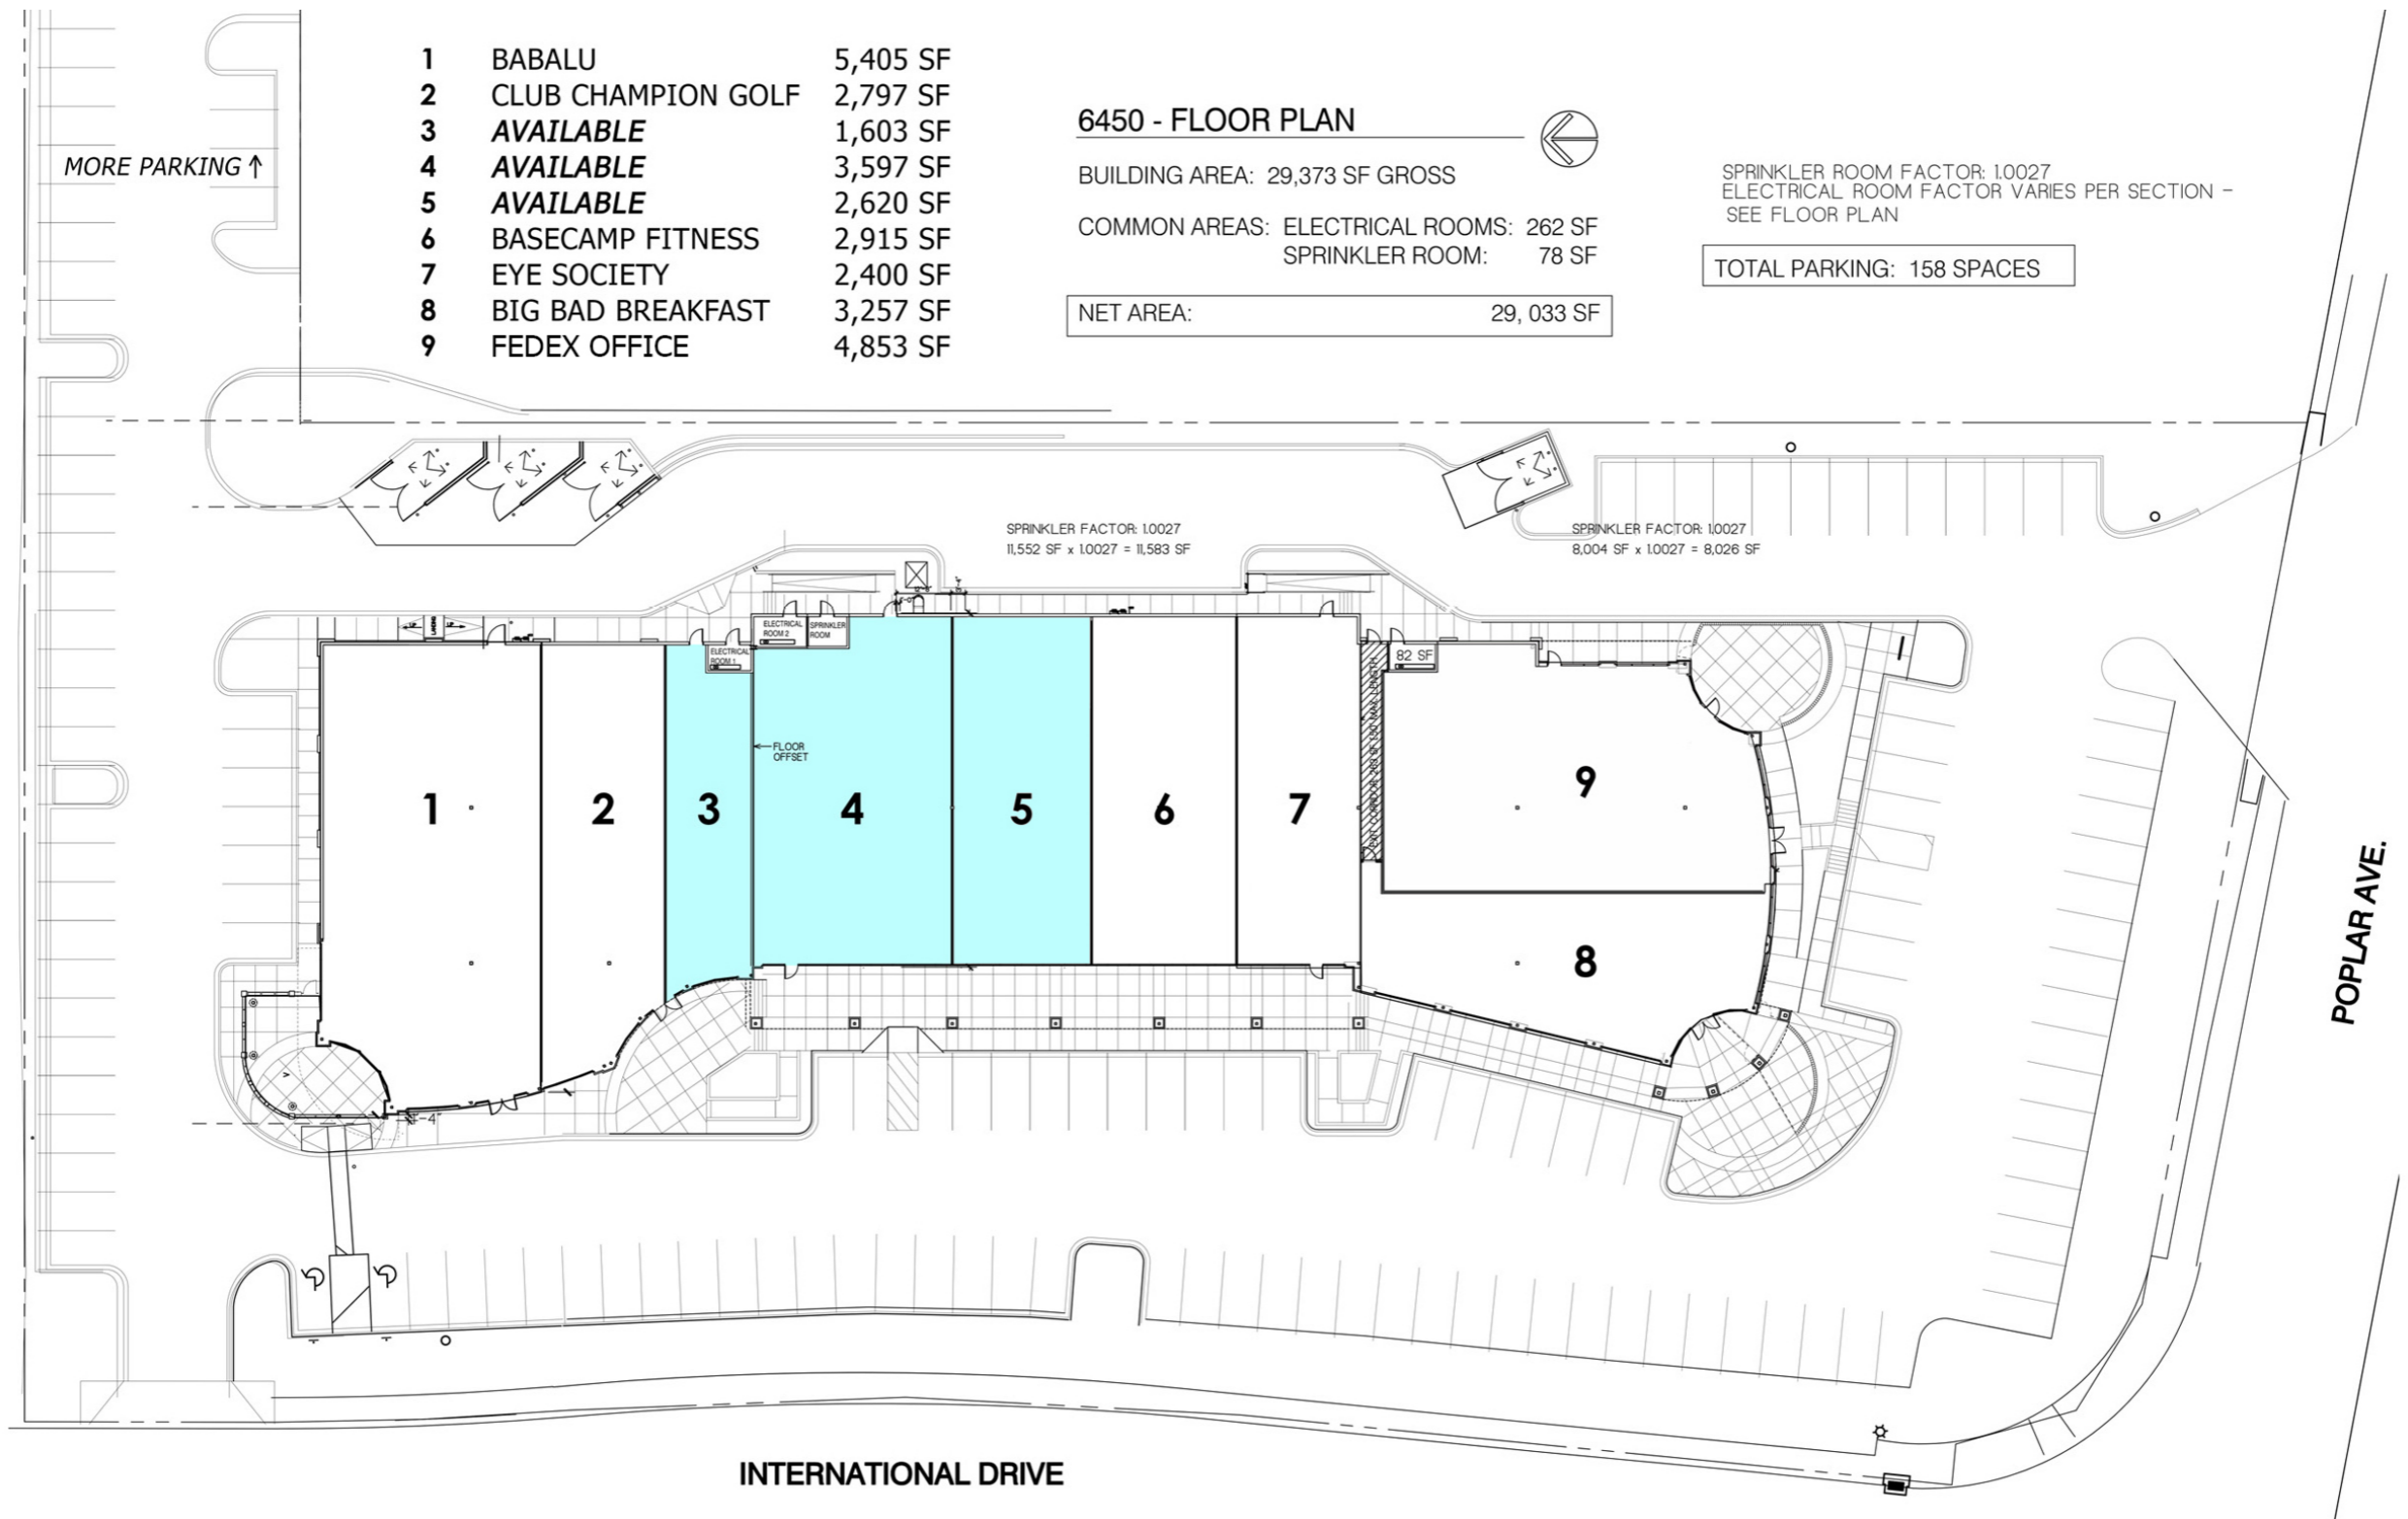 1 BABALU 5,405 SF
2 CLUB CHAMPION GOLF 2,797 SF
3 AVAILABLE 1,603 SF
4 AVAILABLE 3,597 SF
5 AVAILABLE 2,620 SF
6 BASECAMP FITNESS 2,915 SF
7 EYE SOCIETY 2,400 SF
8 BIG BAD BREAKFAST 3,257 SF
9 FEDEX OFFICE 4,853 SF
MORE PARKING
6450 - FLOOR PLAN
BUILDING AREA: 29,373 SF GROSS
COMMON AREAS: ELECTRICAL ROOMS: 262 SF
SPRINKLER ROOM: 78 SF
NET AREA: 29, 033 SF
SPRINKLER ROOM FACTOR: 1.0027
ELECTRICAL ROOM FACTOR VARIES PER SECTION -
SEE FLOOR PLAN
TOTAL PARKING: 158 SPACES
SPRINKLER FACTOR: 1.0027
11,552 SF x 1.0027 = 11,583 SF
SPRINKLER FACTOR: 1.0027
8,004 SF x 1.0027 = 8,026 SF
ELECTRICAL
ROOM 2
SPRINKLER
ROOM
ELECTRICAL
ROOM 1
LANDING
82 SF
FLOOR
OFFSET
1
2
3
4
5
6
7
9
8
POPLAR AVE.
INTERNATIONAL DRIVE